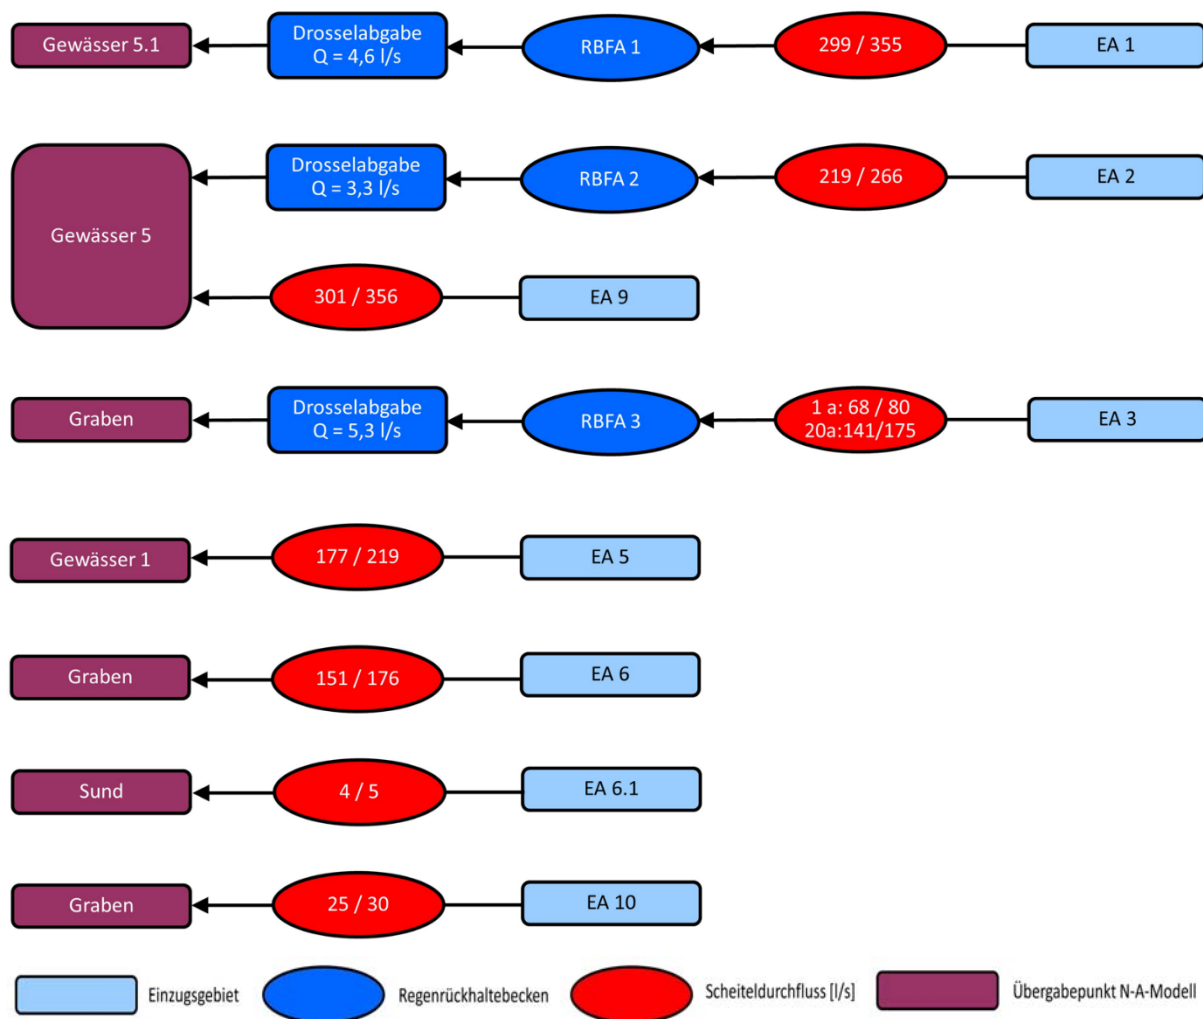 Gewässer 5.1
Drosselabgabe
Q = 4,6 l/s
RBFA 1
299 / 355
EA 1
Gewässer 5
Drosselabgabe
Q = 3,3 l/s
RBFA 2
219 / 266
EA 2
301 / 356
EA 9
Graben
Drosselabgabe
Q = 5,3 l/s
RBFA 3
1 a: 68 / 80
20a:141/175
EA 3
Gewässer 1
177 / 219
EA 5
Graben
151 / 176
EA 6
Sund
4 / 5
EA 6.1
Graben
25 / 30
EA 10
Einzugsgebiet
Regenrückhaltebecken
Scheiteldurchfluss [l/s]
Übergabepunkt N-A-Modell